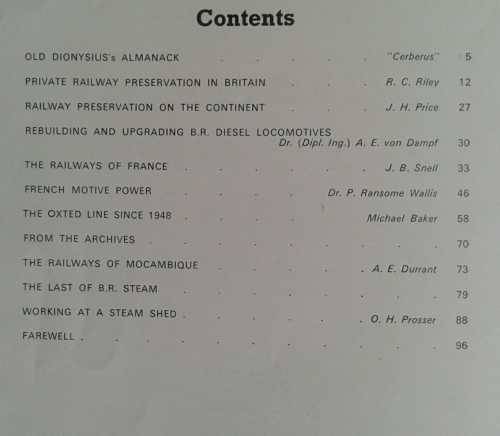 Contents
OLD DIONYSIUS's ALMANACK . . . . . "Cerberus" 5
PRIVATE RAILWAY PRESERVATION IN BRITAIN . . . R. C. Riley 12
RAILWAY PRESERVATION ON THE CONTINENT . . . J. H. Price 27
REBUILDING AND UPGRADING B.R. DIESEL LOCOMOTIVES
Dr. (Dipl. Ing.) A. E. von Dampf 30
THE RAILWAYS OF FRANCE . . . . . . J. B. Snell 33
FRENCH MOTIVE POWER . . . . . Dr. P. Ransome Wallis 46
THE OXTED LINE SINCE 1948 . . . . . . Michael Baker 58
FROM THE ARCHIVES . . . . . . . . . 70
THE RAILWAYS OF MOCAMBIQUE . . . . . A. E. Durrant 73
THE LAST OF B.R. STEAM . . . . . . . . 79
WORKING AT A STEAM SHED . . . . . . O. H. Prosser 88
FAREWELL . . . . . . . . . . . 96